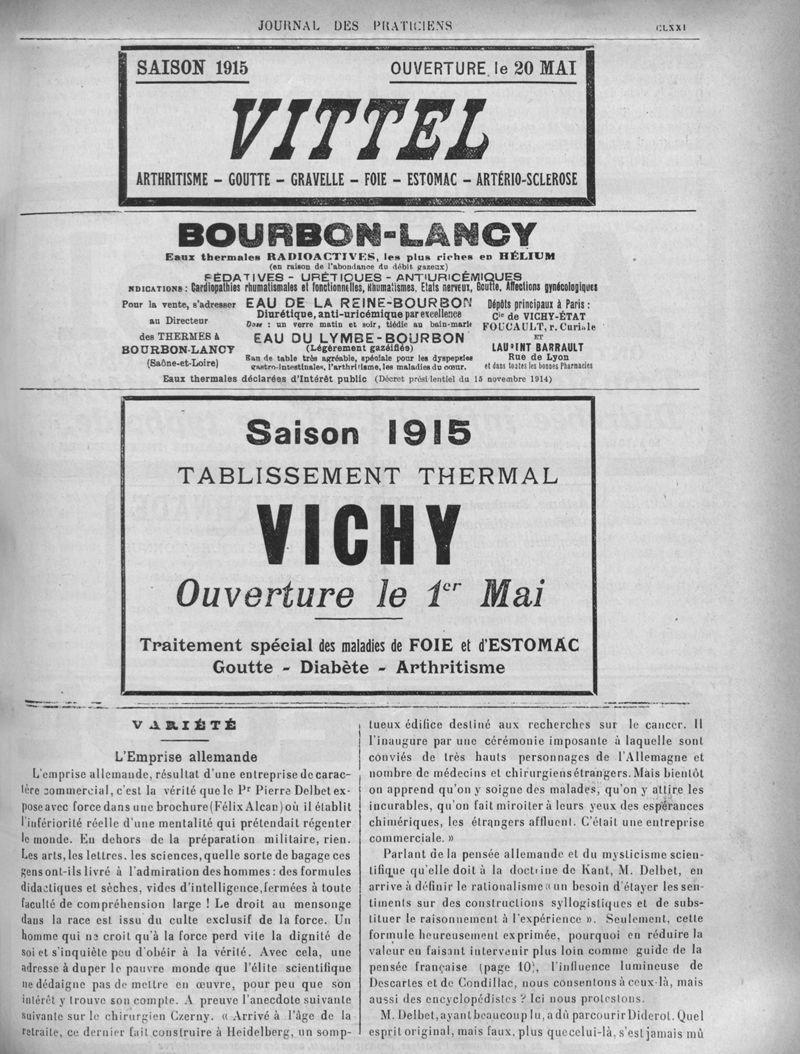 JOURNAL DES PRATICIENS
CLXXI
SAISON 1915
OUVERTURE, le 20 MAI
VITTEL
ARTHRITISME – GOUTTE – GRAVELLE – FOIE – ESTOMAC – ARTÉRIO-SCLEROSE
BOURBON-LANCY
Eaux thermales RADIOACTIVES, les plus riches en HÉLIUM
(en raison de l'abondance du débit gazeux)
FÉDATIVES - URÉTIQUES - ANTIURICÉMIQUES
NDICATIONS : Cardiopathies rhumatismales et fonctionnelles, Rhumatismes, Etats nerveux, Goutte, Affections gynécologiques
Pour la vente, s'adresser
au Directeur
des THERMES à
BOURBON-LANCY
(Saône-et-Loire)
EAU DE LA REINE-BOURBON
Diurétique, anti-uricémique par excellence
Dose : un verre matin et soir, tiédie au bain-marie
EAU DU LYMBE-BOURBON
(Légèrement gazéifiée)
Eau de table très agréable, spéciale pour les dyspepsies
gastro-intestinales, l'arthritisme, les maladies du cœur.
Dépôts principaux à Paris :
Cie de VICHY-ÉTAT
FOUCAULT, r. Curiale
ET
LAURINT BARRAULT
Rue de Lyon
et dans toutes les bonnes Pharmacies
Eaux thermales déclarées d'Intérêt public (Décret présidentiel du 15 novembre 1914)
Saison 1915
TABLISSEMENT THERMAL
VICHY
Ouverture le 1er Mai
Traitement spécial des maladies de FOIE et d'ESTOMAC
Goutte - Diabète - Arthritisme
VARIÉTÉ
L'Emprise allemande
L'emprise allemande, résultat d'une entreprise de carac-
tère commercial, c'est la vérité que le Pr Pierre Delbet ex-
pose avec force dans une brochure (Félix Alcan) où il établit
l'infériorité réelle d'une mentalité qui prétendait régenter
le monde. En dehors de la préparation militaire, rien.
Les arts, les lettres, les sciences, quelle sorte de bagage ces
gens ont-ils livré à l'admiration des hommes : des formules
didactiques et sèches, vides d'intelligence, fermées à toute
faculté de compréhension large ! Le droit au mensonge
dans la race est issu du culte exclusif de la force. Un
homme qui ne croit qu'à la force perd vite la dignité de
soi et s'inquiète peu d'obéir à la vérité. Avec cela, une
adresse à duper le pauvre monde que l'élite scientifique
ne dédaigne pas de mettre en œuvre, pour peu que son
intérêt y trouve son compte. A preuve l'anecdote suivante
suivante sur le chirurgien Czerny. « Arrivé à l'âge de la
retraite, ce dernier fait construire à Heidelberg, un somp-
tueux édifice destiné aux recherches sur le cancer. Il
l'inaugure par une cérémonie imposante à laquelle sont
conviés de très hauts personnages de l'Allemagne et
nombre de médecins et chirurgiens étrangers. Mais bientôt
on apprend qu'on y soigne des malades, qu'on y attire les
incurables, qu'on fait miroiter à leurs yeux des espérances
chimériques, les étrangers affluent. C'était une entreprise
commerciale. »
Parlant de la pensée allemande et du mysticisme scien-
tifique qu'elle doit à la doctrine de Kant, M. Delbet, en
arrive à définir le rationalisme « un besoin d'étayer les sen-
timents sur des constructions syllogistiques et de subs-
tituer le raisonnement à l'expérience ». Seulement, cette
formule heureusement exprimée, pourquoi en réduire la
valeur en faisant intervenir plus loin comme guide de la
pensée française (page 10), l'influence lumineuse de
Descartes et de Condillac, nous consentons à ceux-là, mais
aussi des encyclopédistes ? Ici nous protestons.
M. Delbet, ayant beaucoup lu, a dû parcourir Diderot. Quel
esprit original, mais faux, plus que celui-là, s'est jamais mû